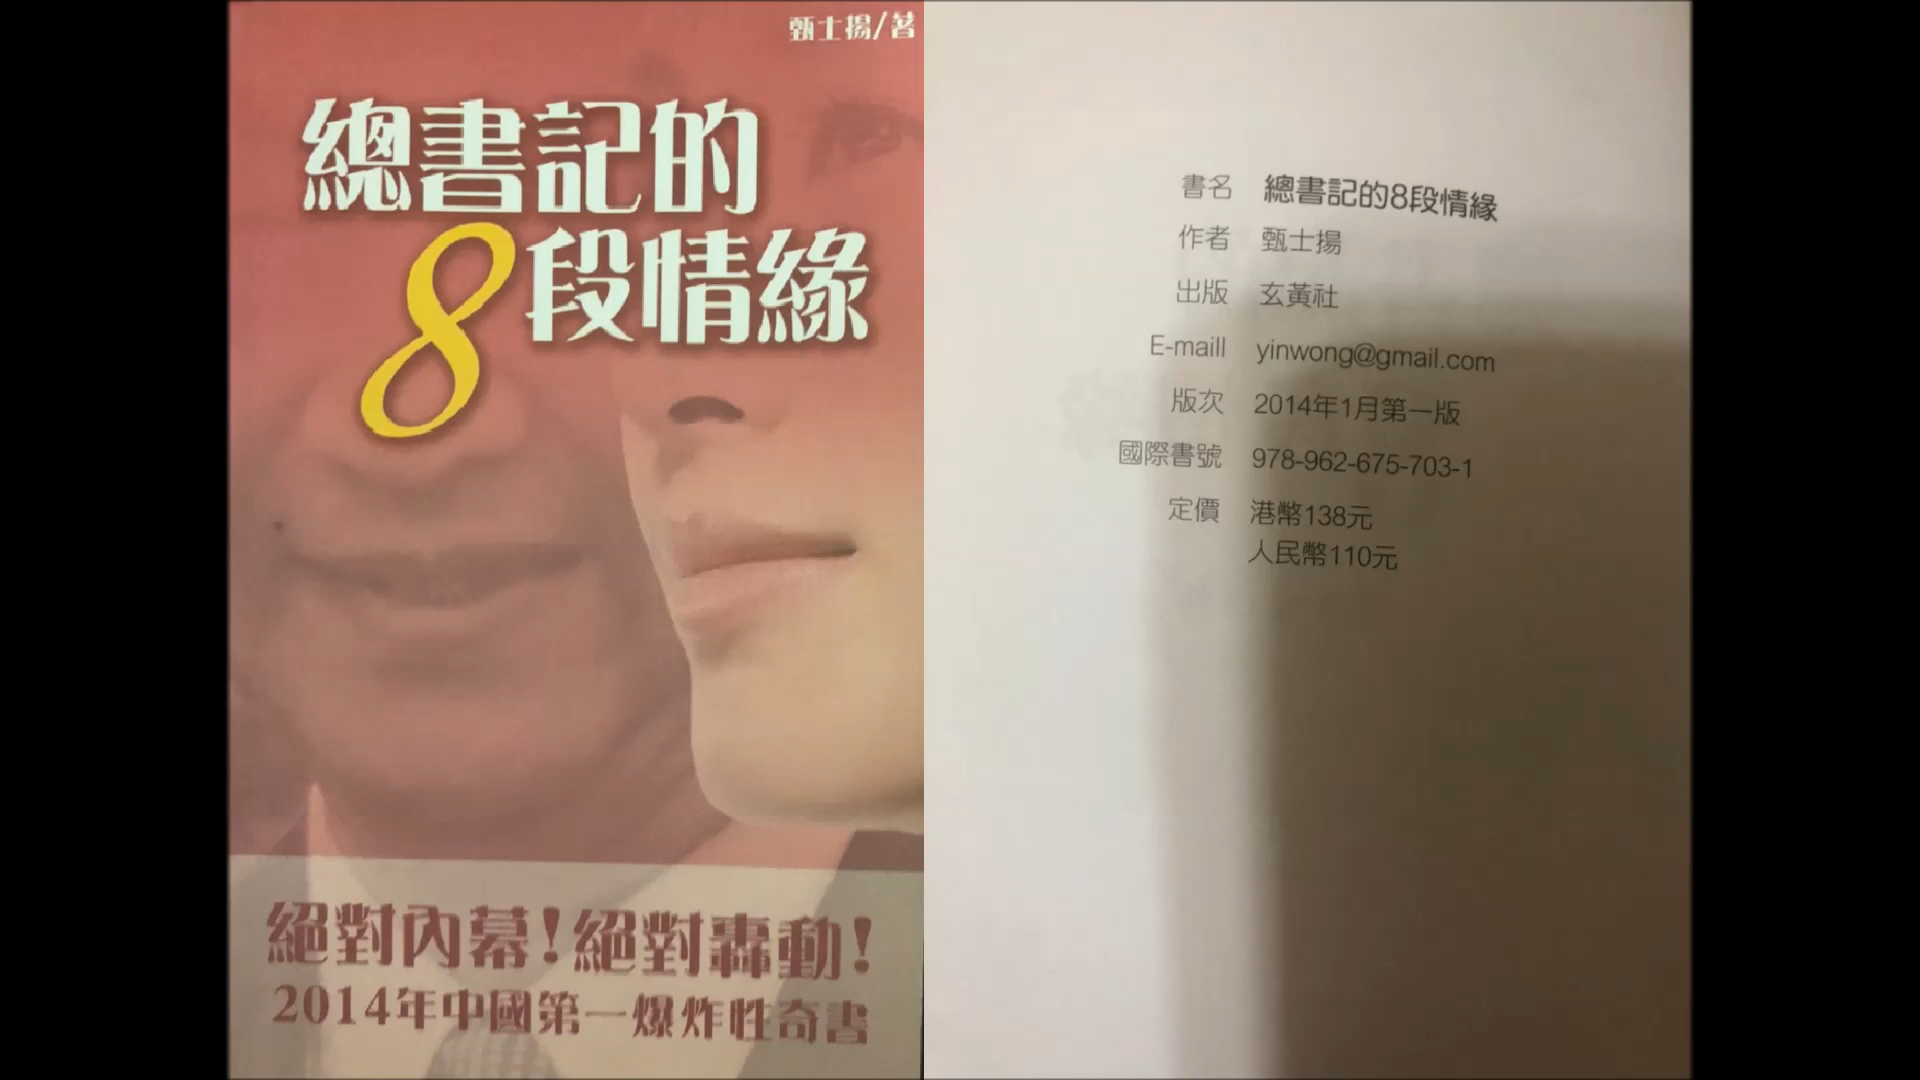 甄士揚/著
總書記的
8段情緣
絕對內幕!絕對轟動!
2014年中國第一爆炸性奇書
書名 總書記的8段情緣
作者 甄士揚
出版 玄黃社
E-maill yinwong@gmail.com
版次 2014年1月第一版
國際書號 978-962-675-703-1
定價 港幣138元
人民幣110元